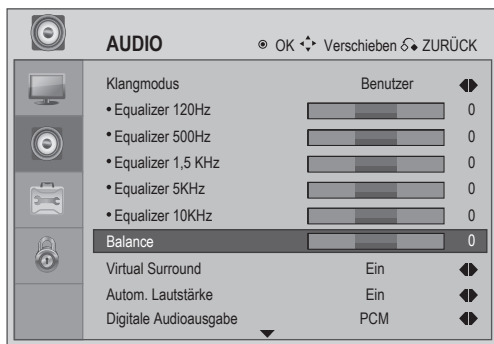 AUDIO OK Verschieben ZURÜCK
Klangmodus Benutzer
• Equalizer 120Hz 0
• Equalizer 500Hz 0
• Equalizer 1,5 KHz 0
• Equalizer 5KHz 0
• Equalizer 10KHz 0
Balance 0
Virtual Surround Ein
Autom. Lautstärke Ein
Digitale Audioausgabe PCM